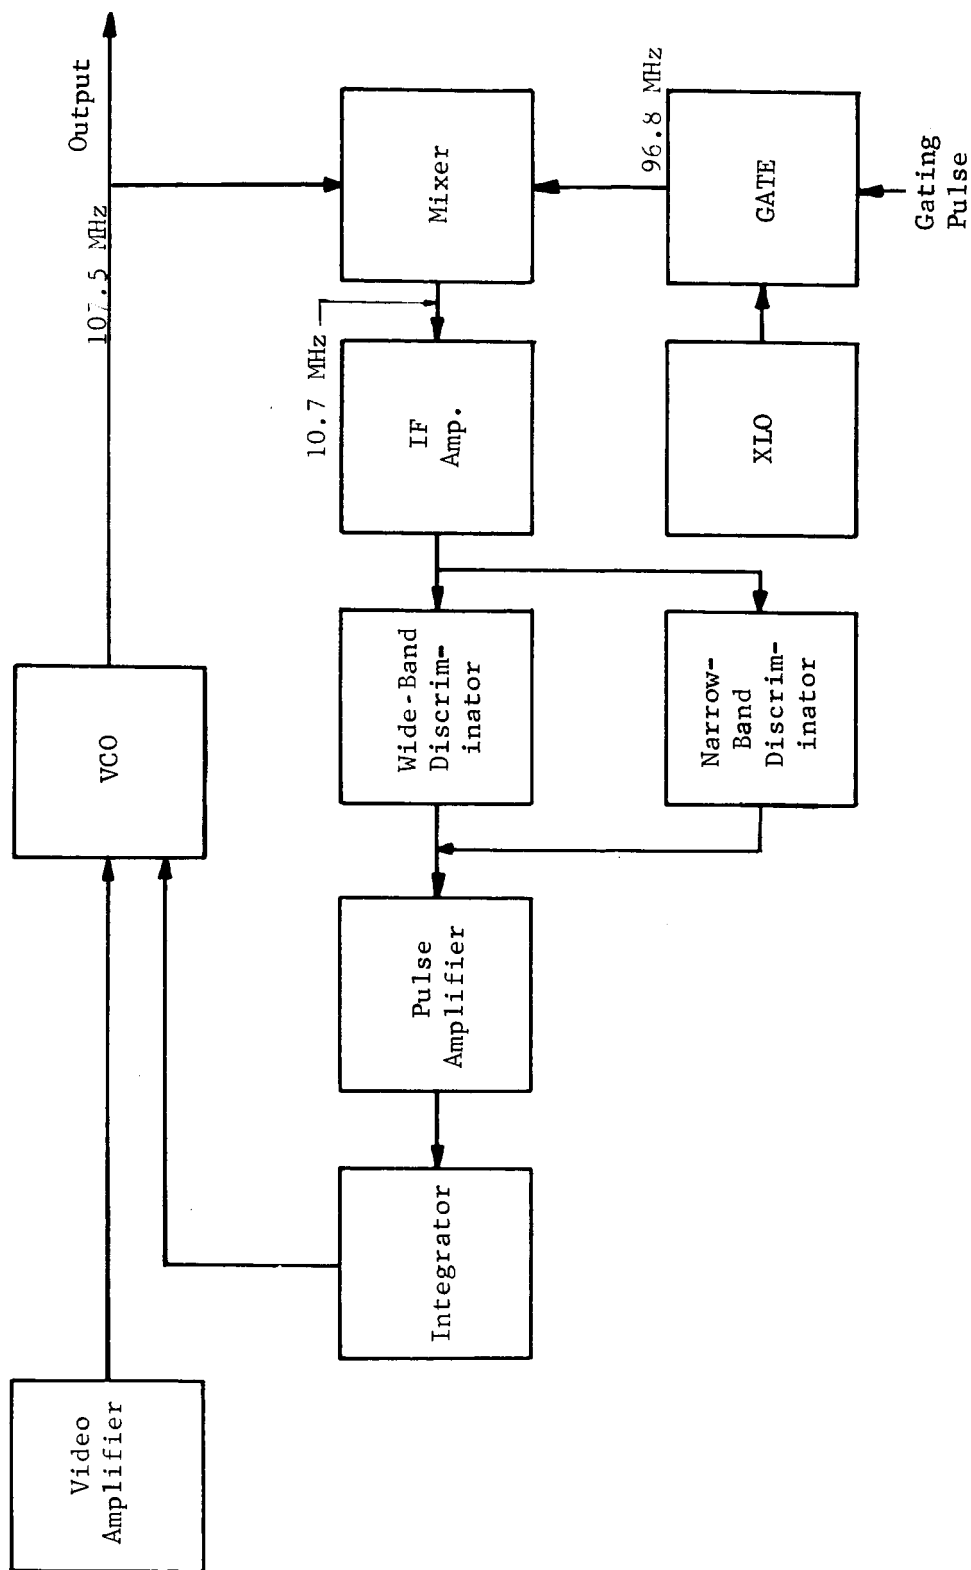 Video
Amplifier
VCO
107.5 MHz
Output
Integrator
Pulse
Amplifier
Wide-Band
Discrim-
inator
IF
Amp.
10.7 MHz
Mixer
Narrow-
Band
Discrim-
inator
XLO
GATE
96.8 MHz
Gating
Pulse